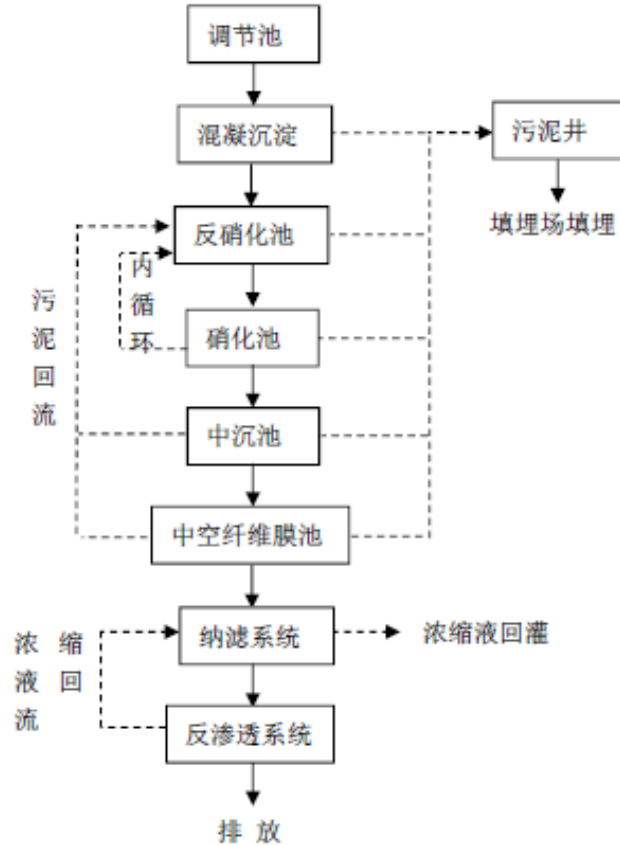 调节池
混凝沉淀
污泥井
填埋场填埋
反硝化池
内循环
污泥回流
硝化池
中沉池
中空纤维膜池
纳滤系统
浓缩液回灌
浓缩
液回
流
反渗透系统
排放